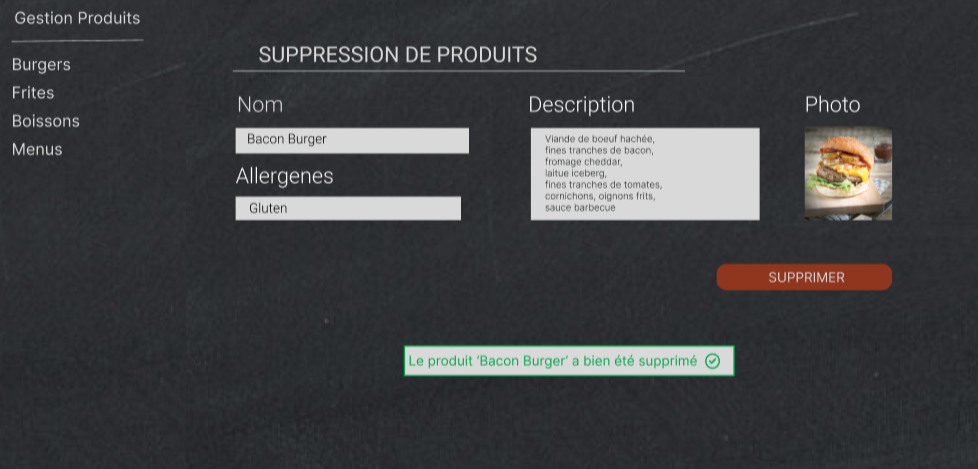 Gestion Produits
Burgers
Frites
Boissons
Menus
SUPPRESSION DE PRODUITS
Nom
Bacon Burger
Allergenes
Gluten
Description
Viande de boeuf hachée,
fines tranches de bacon,
fromage cheddar,
laitue iceberg,
fines tranches de tomates,
cornichons, oignons frits,
sauce barbecue
Photo
SUPPRIMER
Le produit 'Bacon Burger' a bien été supprimé